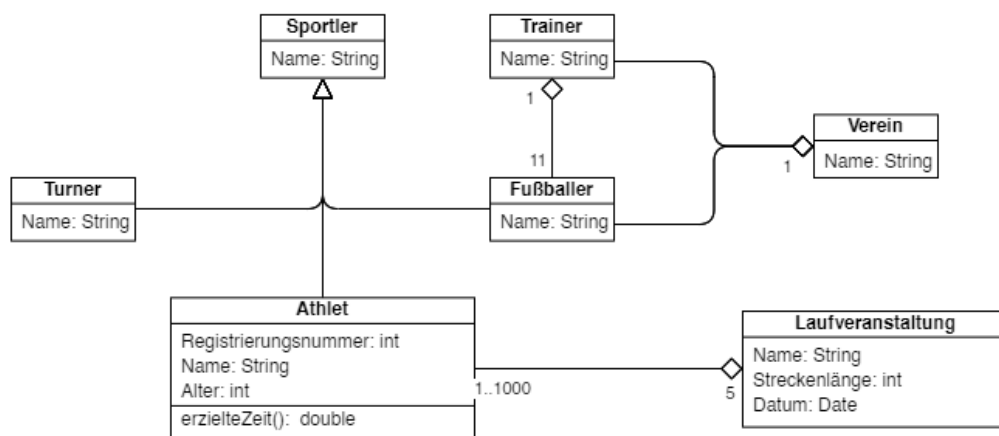 Sportler
Name: String
Trainer
Name: String
1
11
Verein
Name: String
1
Turner
Name: String
Fußballer
Name: String
Athlet
Registrierungsnummer: int
Name: String
Alter: int
erzielteZeit(): double
1..1000
5
Laufveranstaltung
Name: String
Streckenlänge: int
Datum: Date